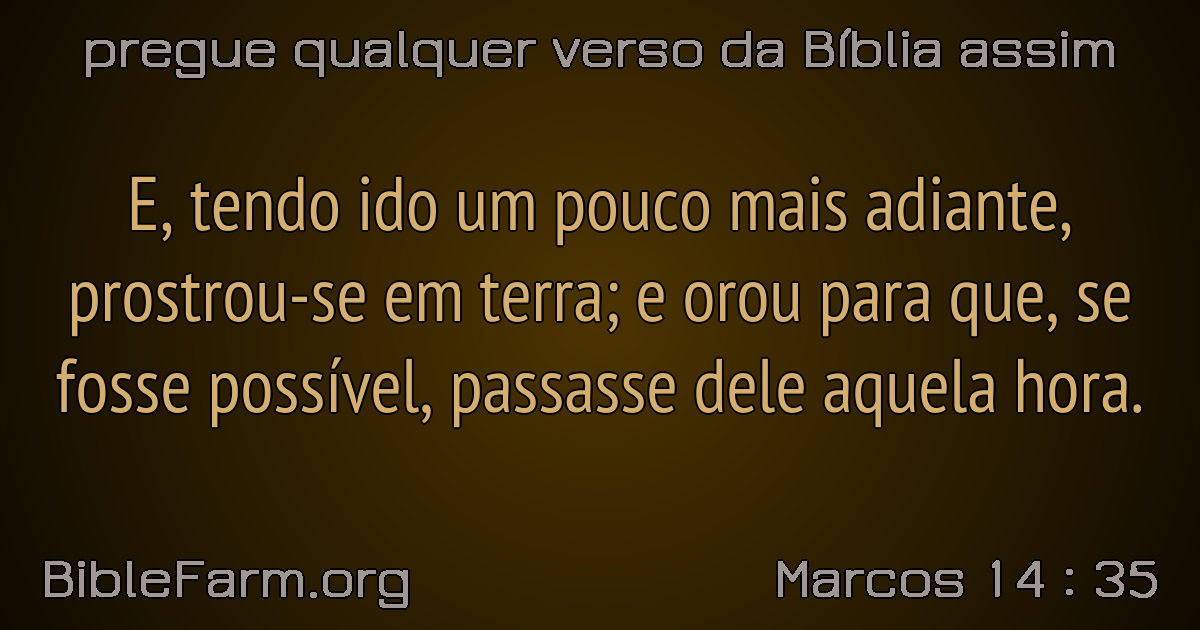 pregue qualquer verso da Bíblia assim
E, tendo ido um pouco mais adiante,
prostrou-se em terra; e orou para que, se
fosse possível, passasse dele aquela hora.
BibleFarm.org
Marcos 14 : 35